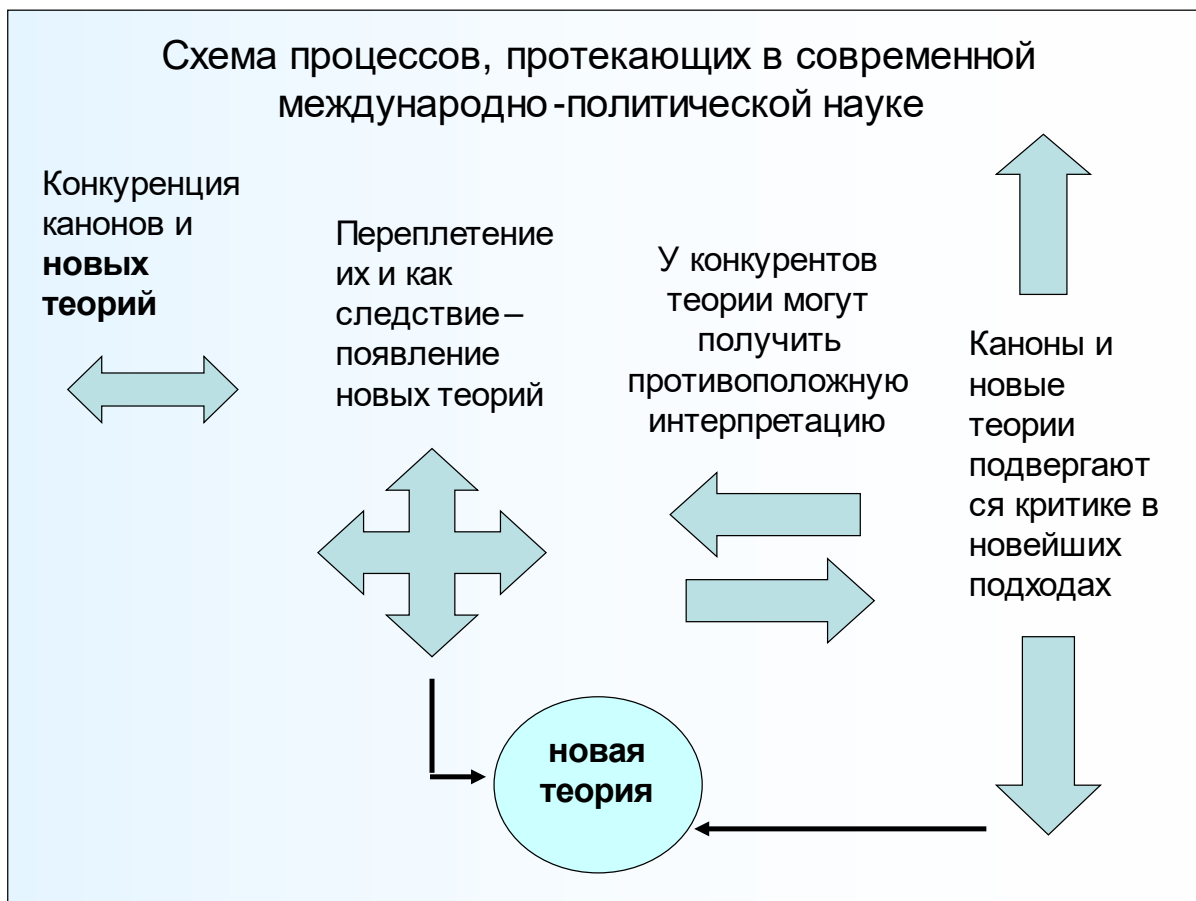 Схема процессов, протекающих в современной
международно-политической науке
Конкуренция
канонов и
новых
теорий
Переплетение
их и как
следствие –
появление
новых теорий
У конкурентов
теории могут
получить
противоположную
интерпретацию
Каноны и
новые
теории
подвергают
ся критике в
новейших
подходах
новая
теория